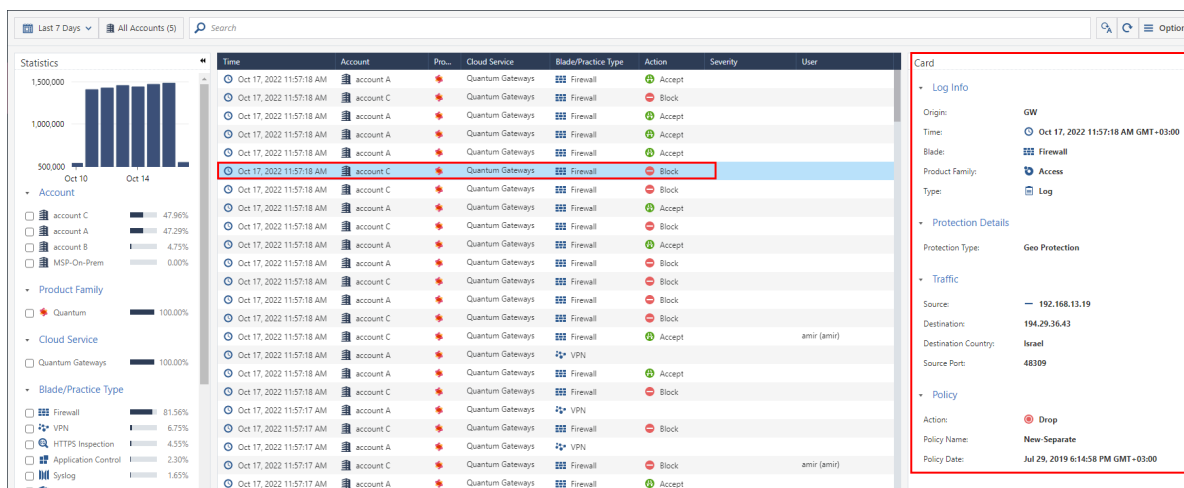 Last 7 Days
All Accounts (5)
Search
Option
Statistics
1,500,000
1,000,000
500,000
Oct 10 Oct 14
Account
account C 47.96%
account A 47.29%
account B 4.75%
MSP-On-Prem 0.00%
Product Family
Quantum 100.00%
Cloud Service
Quantum Gateways 100.00%
Blade/Practice Type
Firewall 81.56%
VPN 6.75%
HTTPS Inspection 4.55%
Application Control 2.30%
Syslog 1.65%
Time Account Pro... Cloud Service Blade/Practice Type Action Severity User
Oct 17, 2022 11:57:18 AM account A Quantum Gateways Firewall Accept
Oct 17, 2022 11:57:18 AM account C Quantum Gateways Firewall Block
Oct 17, 2022 11:57:18 AM account A Quantum Gateways Firewall Accept
Oct 17, 2022 11:57:18 AM account A Quantum Gateways Firewall Accept
Oct 17, 2022 11:57:18 AM account A Quantum Gateways Firewall Accept
Oct 17, 2022 11:57:18 AM account C Quantum Gateways Firewall Block
Oct 17, 2022 11:57:18 AM account C Quantum Gateways Firewall Block
Oct 17, 2022 11:57:18 AM account A Quantum Gateways Firewall Accept
Oct 17, 2022 11:57:18 AM account C Quantum Gateways Firewall Block
Oct 17, 2022 11:57:18 AM account A Quantum Gateways Firewall Accept
Oct 17, 2022 11:57:18 AM account A Quantum Gateways Firewall Block
Oct 17, 2022 11:57:18 AM account C Quantum Gateways Firewall Block
Oct 17, 2022 11:57:18 AM account A Quantum Gateways Firewall Block
Oct 17, 2022 11:57:18 AM account C Quantum Gateways Firewall Block
Oct 17, 2022 11:57:18 AM account C Quantum Gateways Firewall Accept amir (amir)
Oct 17, 2022 11:57:18 AM account A Quantum Gateways VPN
Oct 17, 2022 11:57:18 AM account A Quantum Gateways Firewall Accept
Oct 17, 2022 11:57:18 AM account C Quantum Gateways Firewall Block
Oct 17, 2022 11:57:17 AM account A Quantum Gateways VPN
Oct 17, 2022 11:57:17 AM account C Quantum Gateways Firewall Block
Oct 17, 2022 11:57:17 AM account A Quantum Gateways VPN
Oct 17, 2022 11:57:17 AM account C Quantum Gateways Firewall Block amir (amir)
Oct 17, 2022 11:57:17 AM account A Quantum Gateways Firewall Accept
Card
Log Info
Origin: GW
Time: Oct 17, 2022 11:57:18 AM GMT+03:00
Blade: Firewall
Product Family: Access
Type: Log
Protection Details
Protection Type: Geo Protection
Traffic
Source: 192.168.13.19
Destination: 194.29.36.43
Destination Country: Israel
Source Port: 48309
Policy
Action: Drop
Policy Name: New-Separate
Policy Date: Jul 29, 2019 6:14:58 PM GMT+03:00